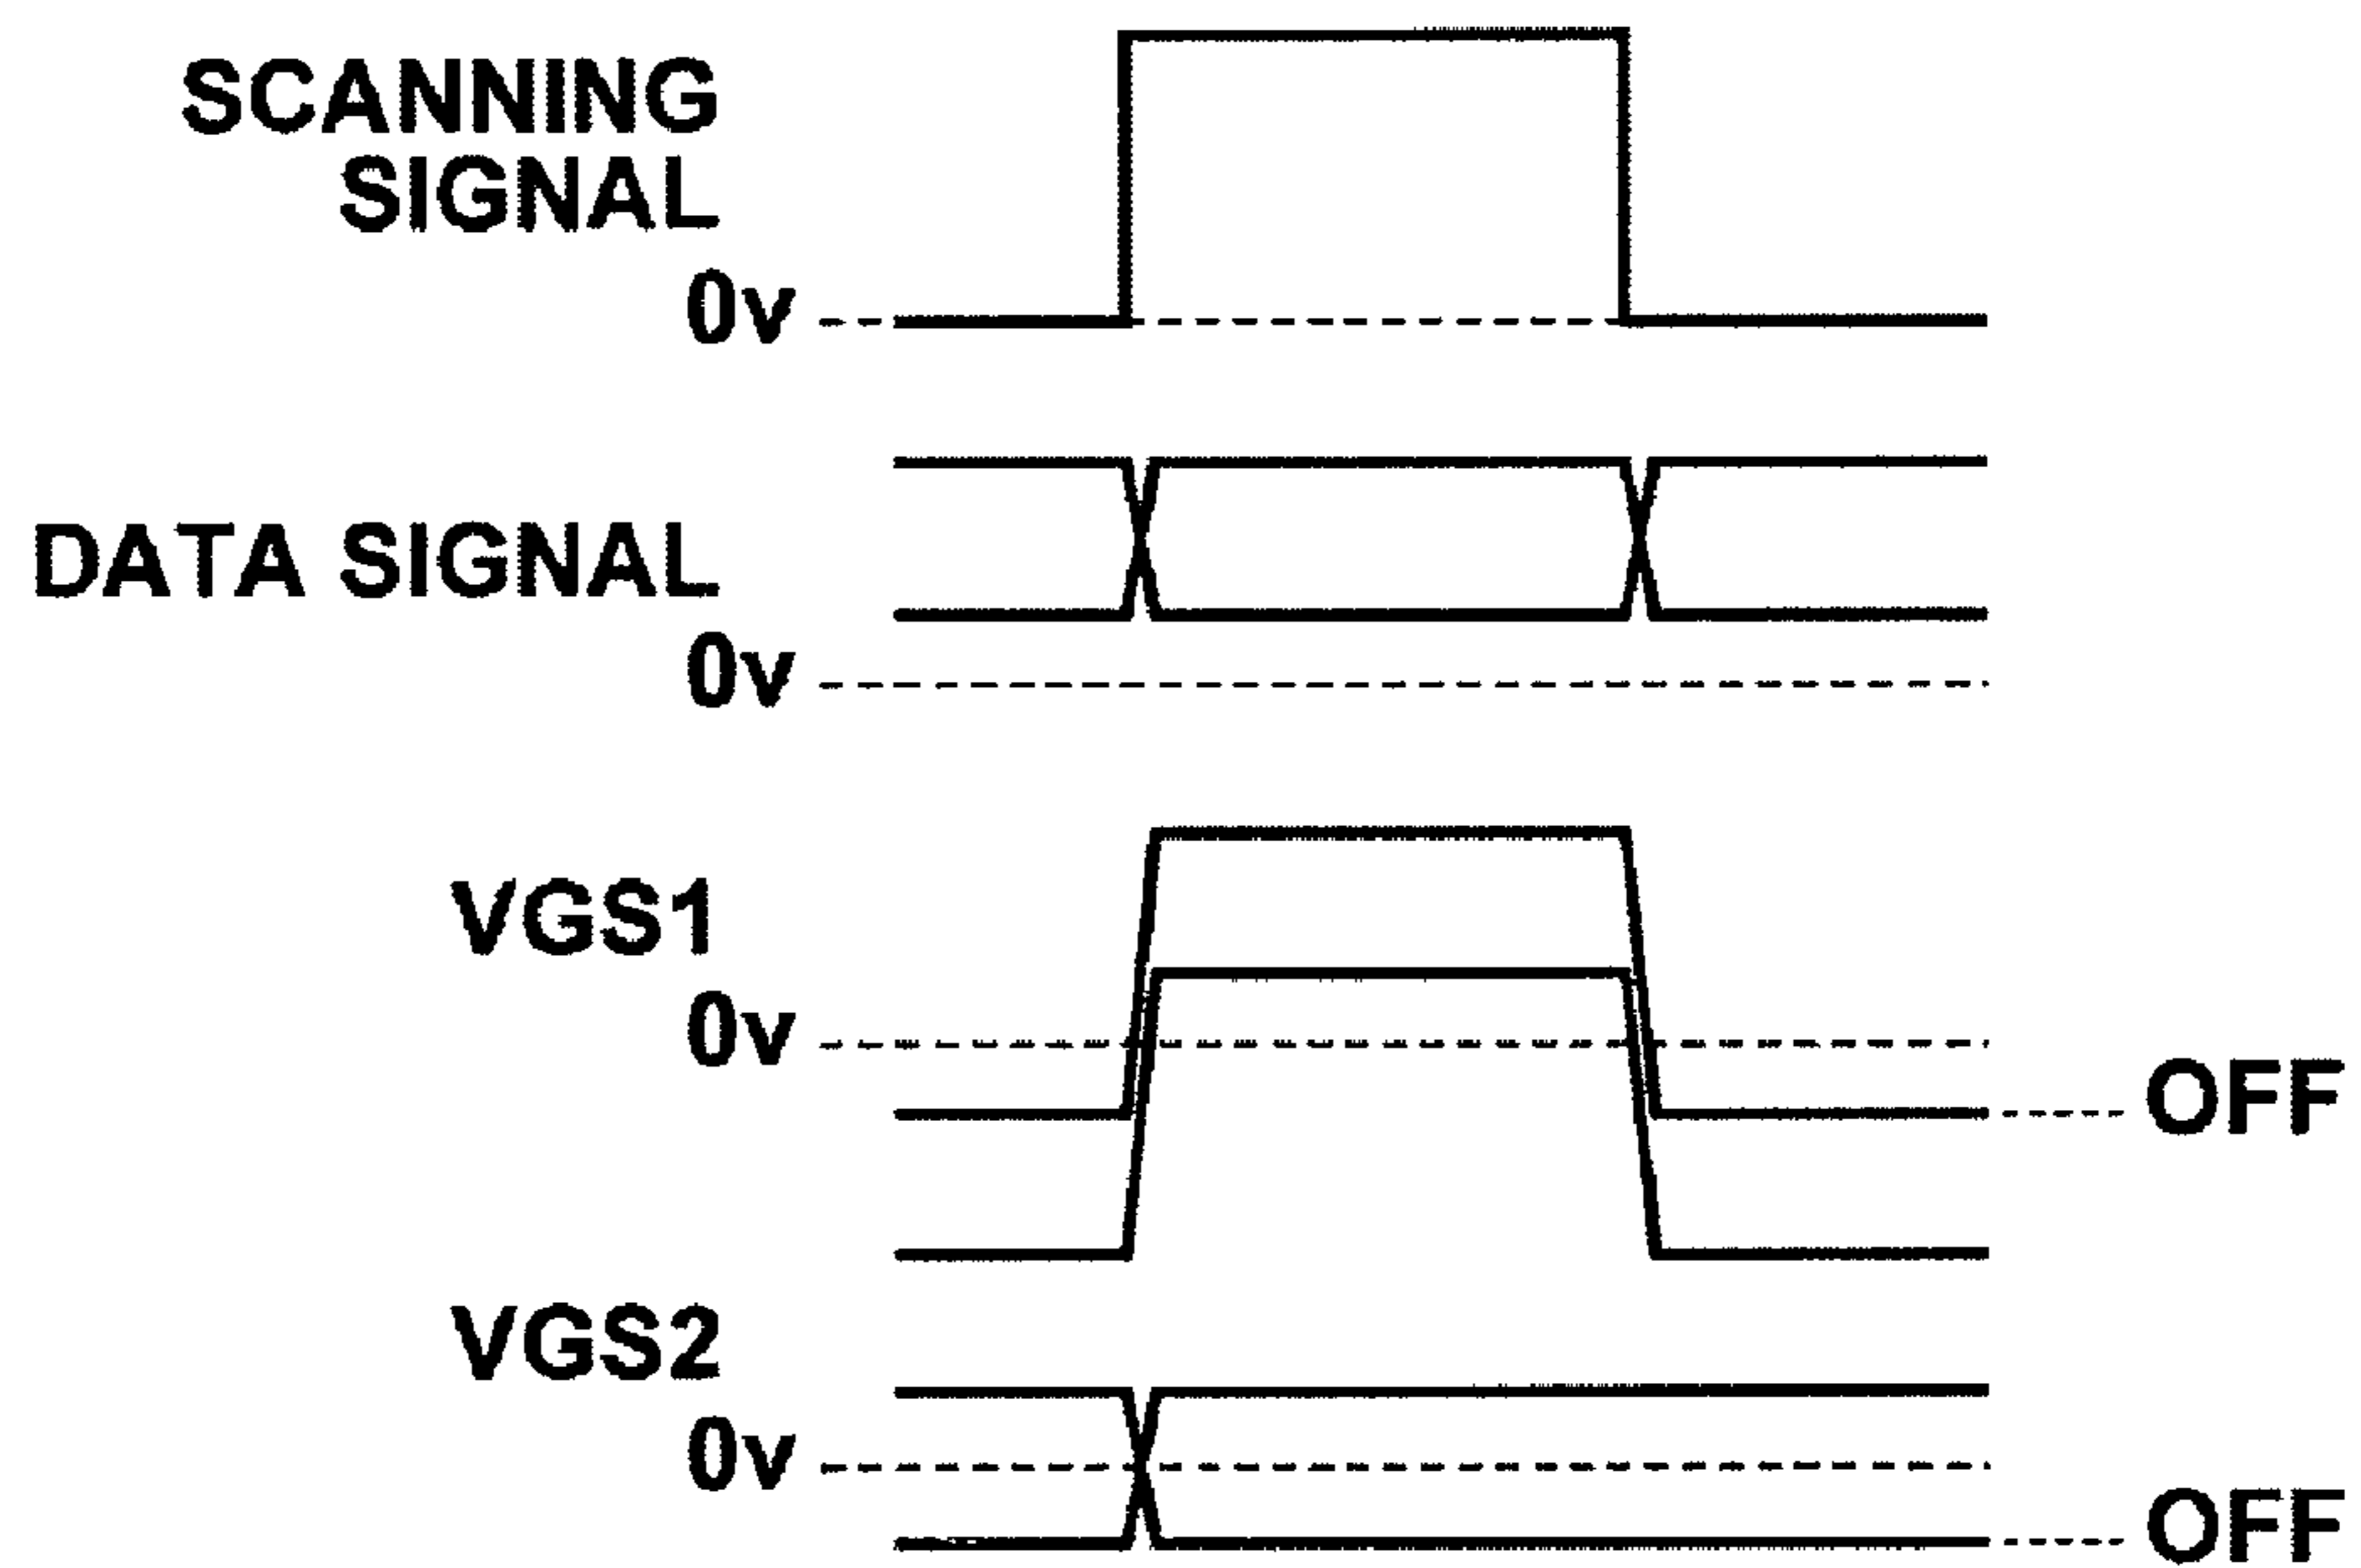 SCANNING
SIGNAL
0v
DATA SIGNAL
0v
VGS1
0v
OFF
VGS2
0v
OFF